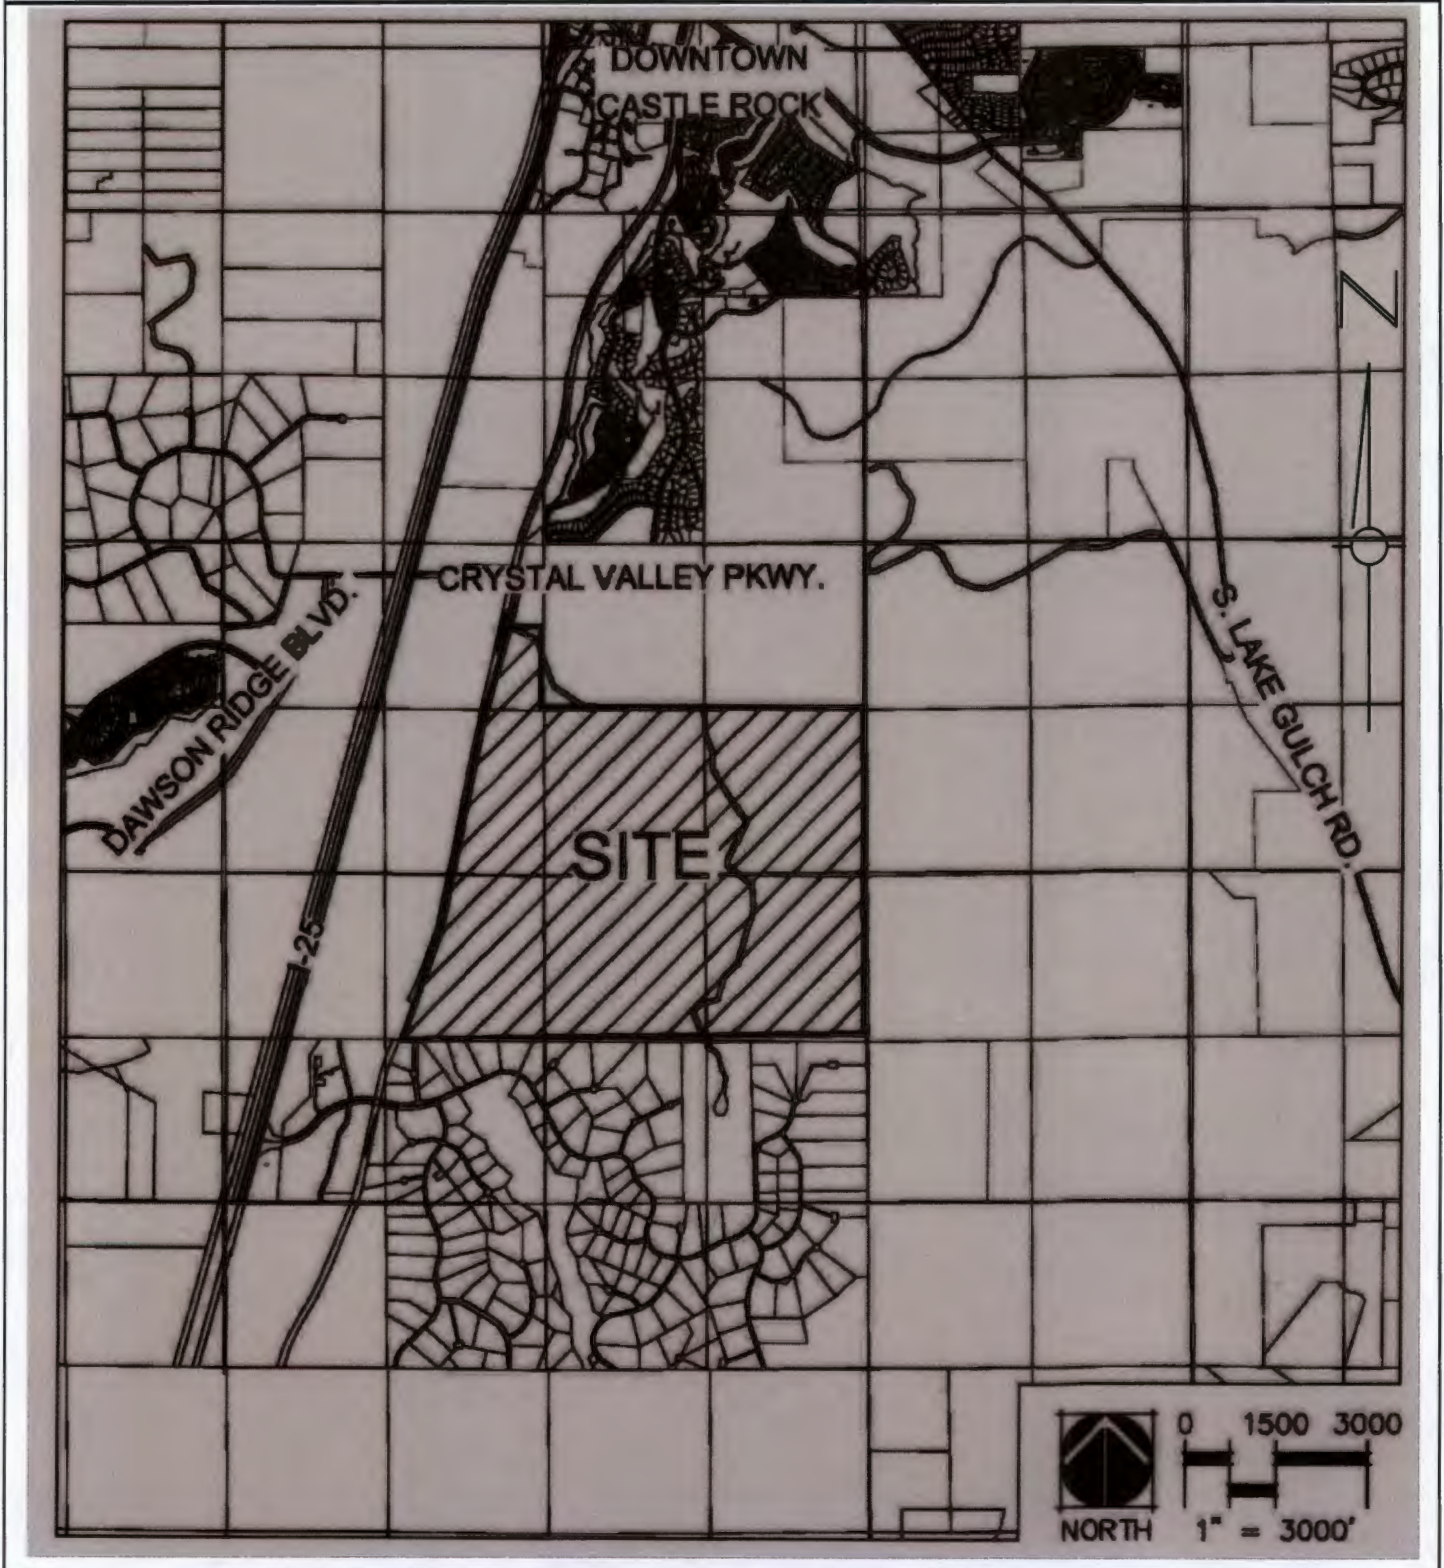 DOWNTOWN
CASTLE ROCK
N
CRYSTAL VALLEY PKWY.
DAWSON RIDGE BLVD.
S. LAKE GULCH RD.
SITE
I-25
0 1500 3000
NORTH 1" = 3000'